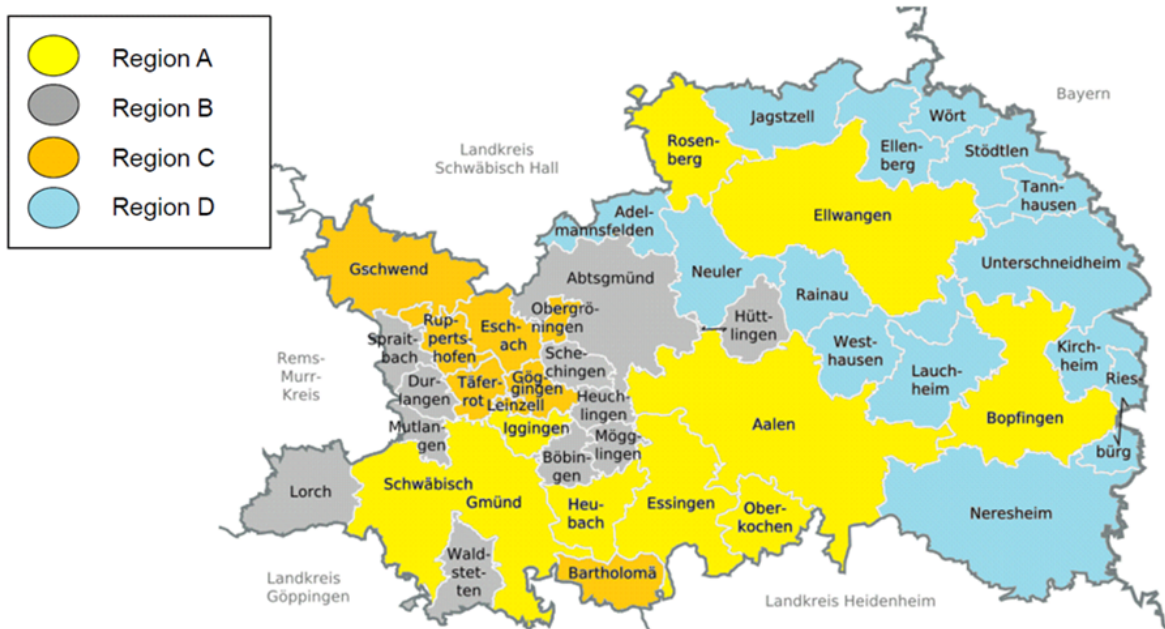 Region A
Region B
Region C
Region D
Bayern
Landkreis
Schwäbisch Hall
Jagstzell
Wört
Rosen-
berg
Ellen-
berg
Stödtlen
Tann-
hausen
Adel-
mannsfelden
Ellwangen
Gschwend
Abtsgmünd
Neuler
Unterschneidheim
Rainau
Obergrö-
ningen
Rup-
pertshofen
Esch-
ach
Sprait-
bach
Hütt-
lingen
West-
hausen
Kirch-
heim
Ries-
Rems-
Murr-
Kreis
Sche-
chingen
Lauch-
heim
Dur-
langen
Täfer-
rot
Gög-
gingen
Leinzell
Heuch-
lingen
Bopfingen
Aalen
Mutlan-
gen
Iggingen
Mögg-
lingen
Böbin-
gen
bürg
Lorch
Schwäbisch
Gmünd
Heu-
bach
Essingen
Ober-
kochen
Neresheim
Wald-
stet-
ten
Bartholomä
Landkreis
Göppingen
Landkreis Heidenheim